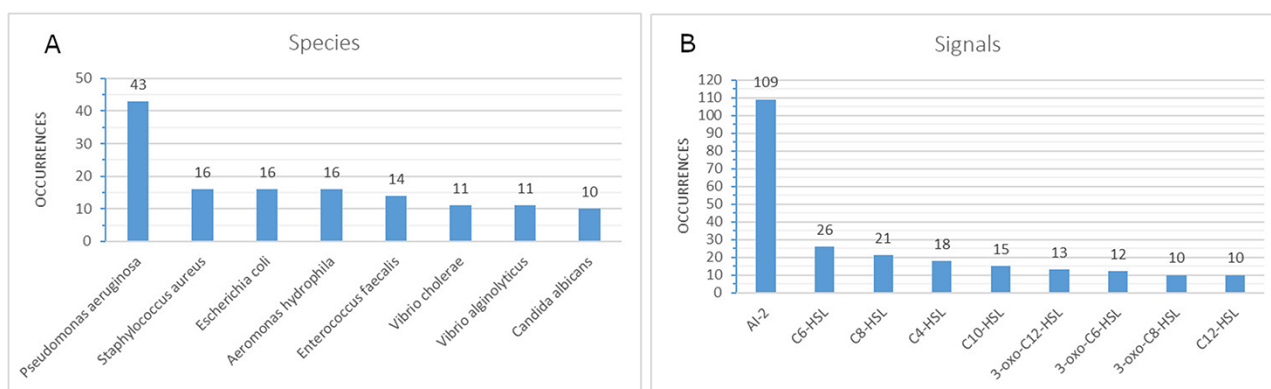 A
Species
OCCURRENCES
50
40
30
20
10
0
43
16
16
16
14
11
11
10
Pseudomonas aeruginosa
Staphylococcus aureus
Escherichia coli
Aeromonas hydrophila
Enterococcus faecalis
Vibrio cholerae
Vibrio alginolyticus
Candida albicans
B
Signals
OCCURRENCES
120
110
100
90
80
70
60
50
40
30
20
10
0
109
26
21
18
15
13
12
10
10
AI-2
C6-HSL
C8-HSL
C4-HSL
C10-HSL
3-oxo-C12-HSL
3-oxo-C6-HSL
3-oxo-C8-HSL
C12-HSL